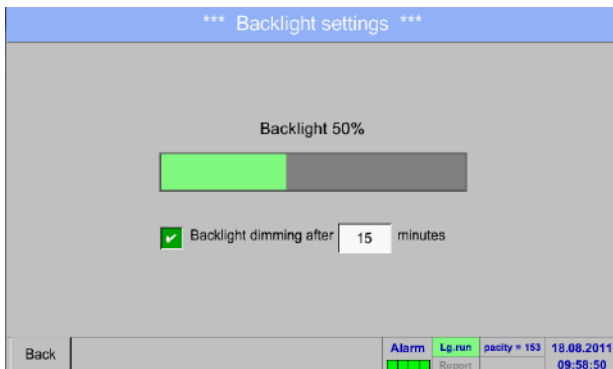 *** Backlight settings ***
Backlight 50%
✔ Backlight dimming after 15 minutes
Back
Alarm Lg.run pacity = 153 18.08.2011
Report 09:58:50